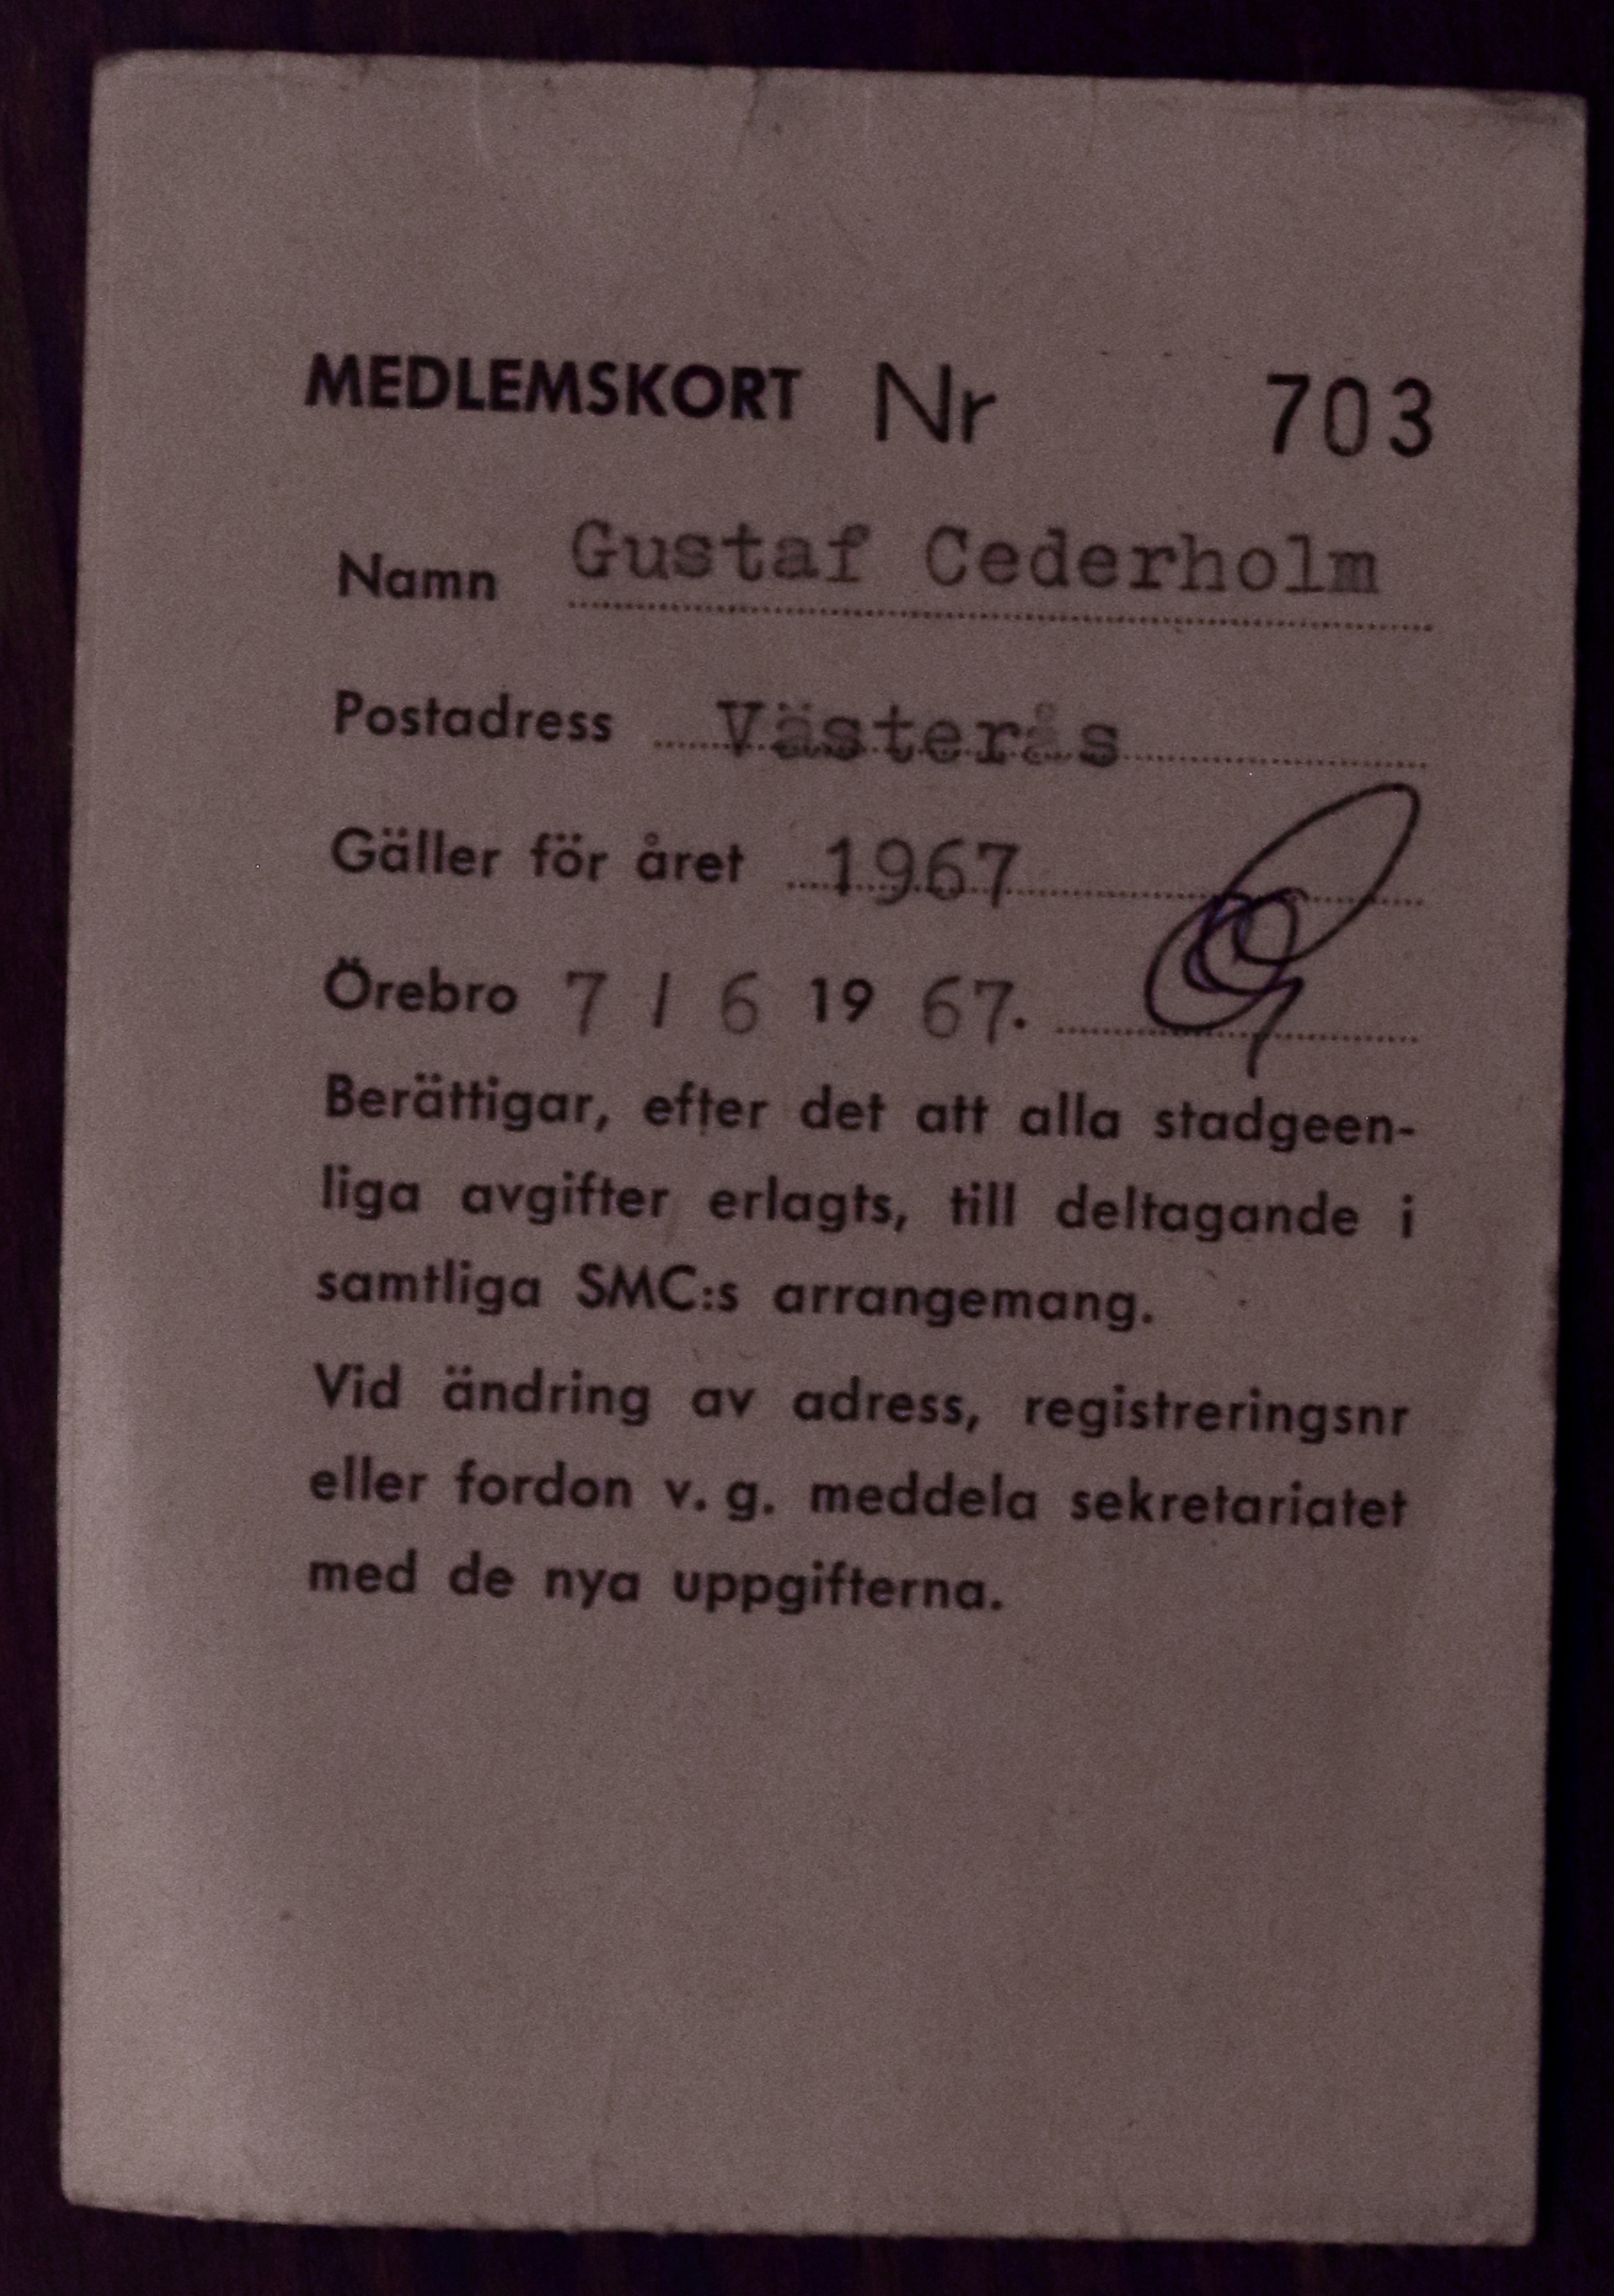 MEDLEMSKORT Nr 703
Namn Gustaf Cederholm
Postadress Västerås
Gäller för året 1967
Örebro 7 / 6 19 67.
Berättigar, efter det att alla stadgeen-
liga avgifter erlagts, till deltagande i
samtliga SMC:s arrangemang.
Vid ändring av adress, registreringsnr
eller fordon v. g. meddela sekretariatet
med de nya uppgifterna.